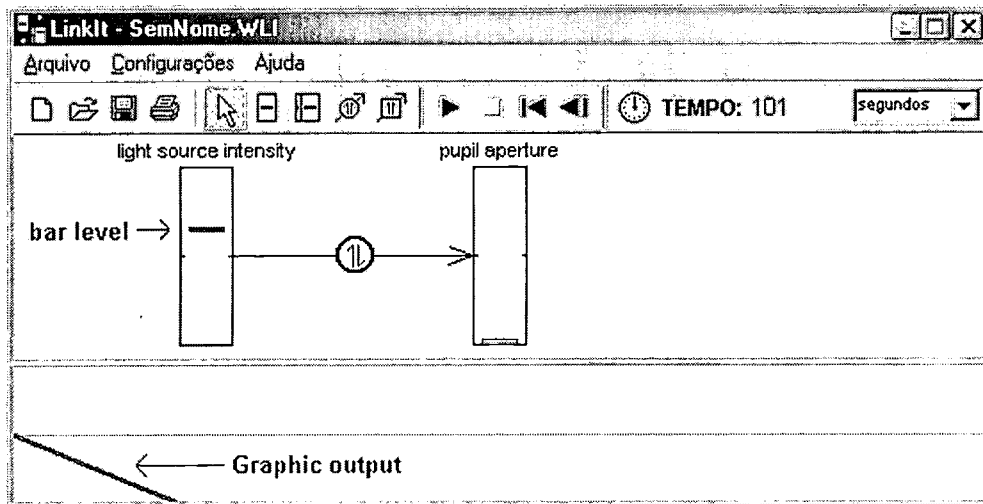 LinkIt - SemNome.WLI
Arquivo Configurações Ajuda
TEMPO: 101 segundos
light source intensity pupil aperture
bar level
Graphic output